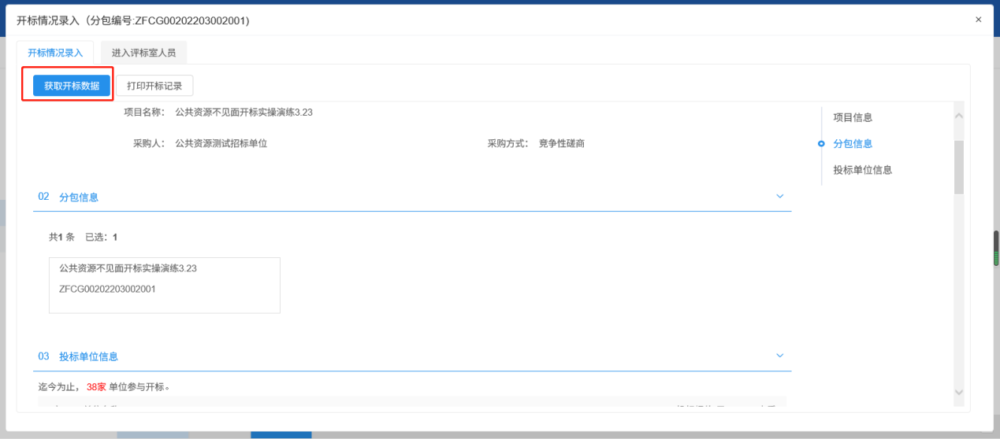 开标情况录入（分包编号:ZFCG00202203002001) ×
开标情况录入 进入评标室人员
获取开标数据 打印开标记录
项目名称： 公共资源不见面开标实操演练3.23
采购人： 公共资源测试招标单位 采购方式： 竞争性磋商
项目信息
分包信息
投标单位信息
02 分包信息
共1 条 已选：1
公共资源不见面开标实操演练3.23
ZFCG00202203002001
03 投标单位信息
迄今为止， 38家 单位参与开标。